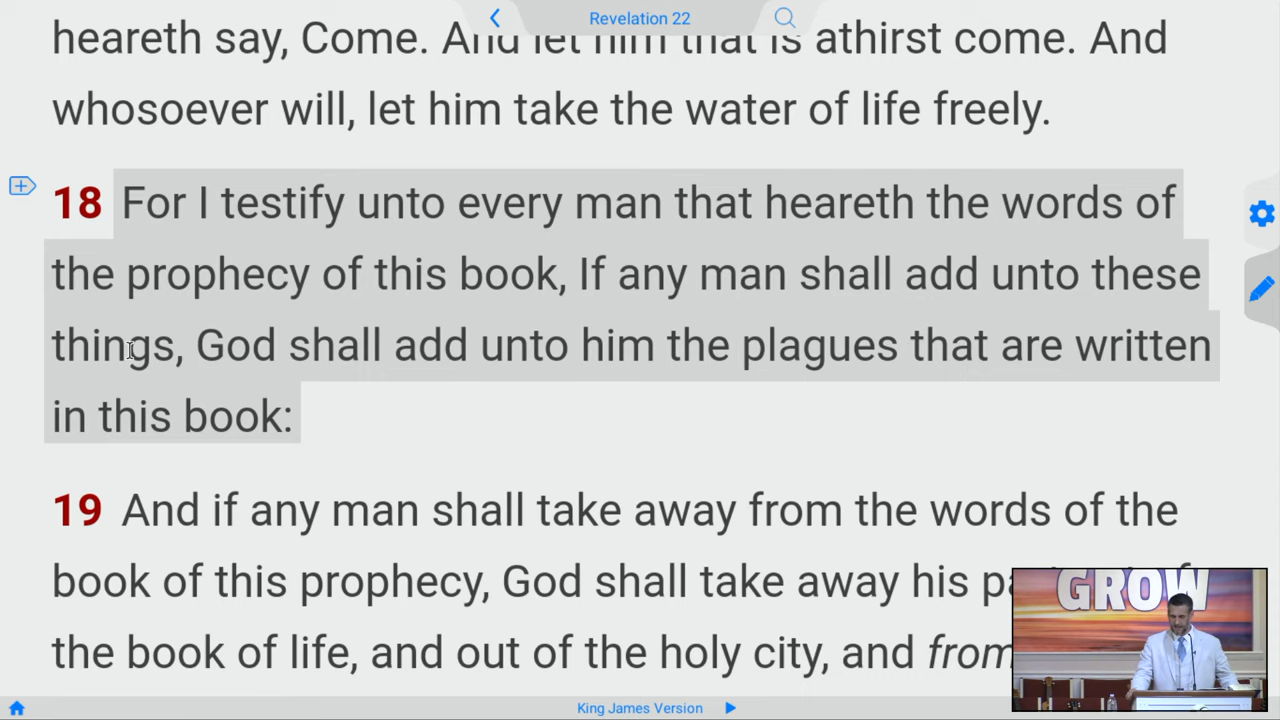 Revelation 22
heareth say, Come. And let him that is athirst come. And
whosoever will, let him take the water of life freely.
18 For I testify unto every man that heareth the words of
the prophecy of this book, If any man shall add unto these
things, God shall add unto him the plagues that are written
in this book:
19 And if any man shall take away from the words of the
book of this prophecy, God shall take away his
the book of life, and out of the holy city, and from
GROW
King James Version